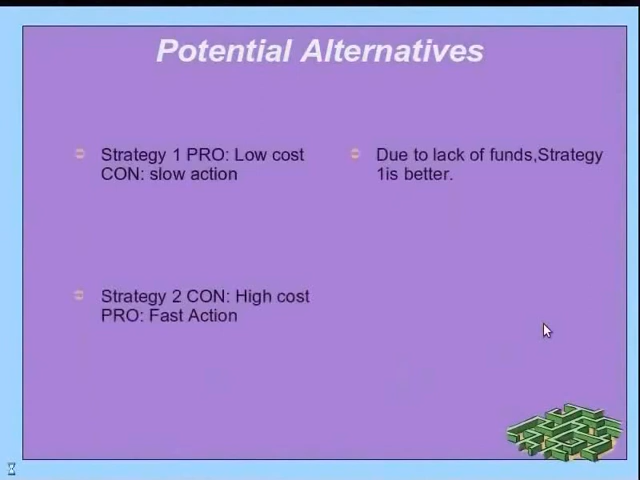 Potential Alternatives
Strategy 1 PRO: Low cost
CON: slow action
Due to lack of funds,Strategy
1is better.
Strategy 2 CON: High cost
PRO: Fast Action